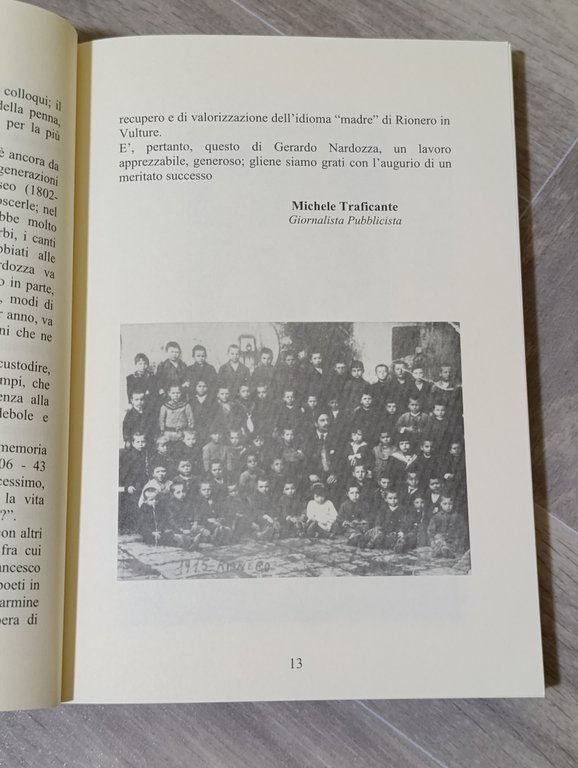 colloqui; il
della penna,
per la più
è ancora da
generazioni
seo (1802-
oscerle; nel
bbe molto
rbi, i canti
bbiati alle
rdozza va
o in parte,
, modi di
r anno, va
ni che ne
custodire,
mpi, che
enza alla
debole e
memoria
06 - 43
cessimo,
la vita
?”.
con altri
fra cui
ancesco
poeti in
armine
pera di
recupero e di valorizzazione dell’idioma “madre” di Rionero in
Vulture.
E’, pertanto, questo di Gerardo Nardozza, un lavoro
apprezzabile, generoso; gliene siamo grati con l’augurio di un
meritato successo
Michele Traficante
Giornalista Pubblicista
1915-RIONERO
13